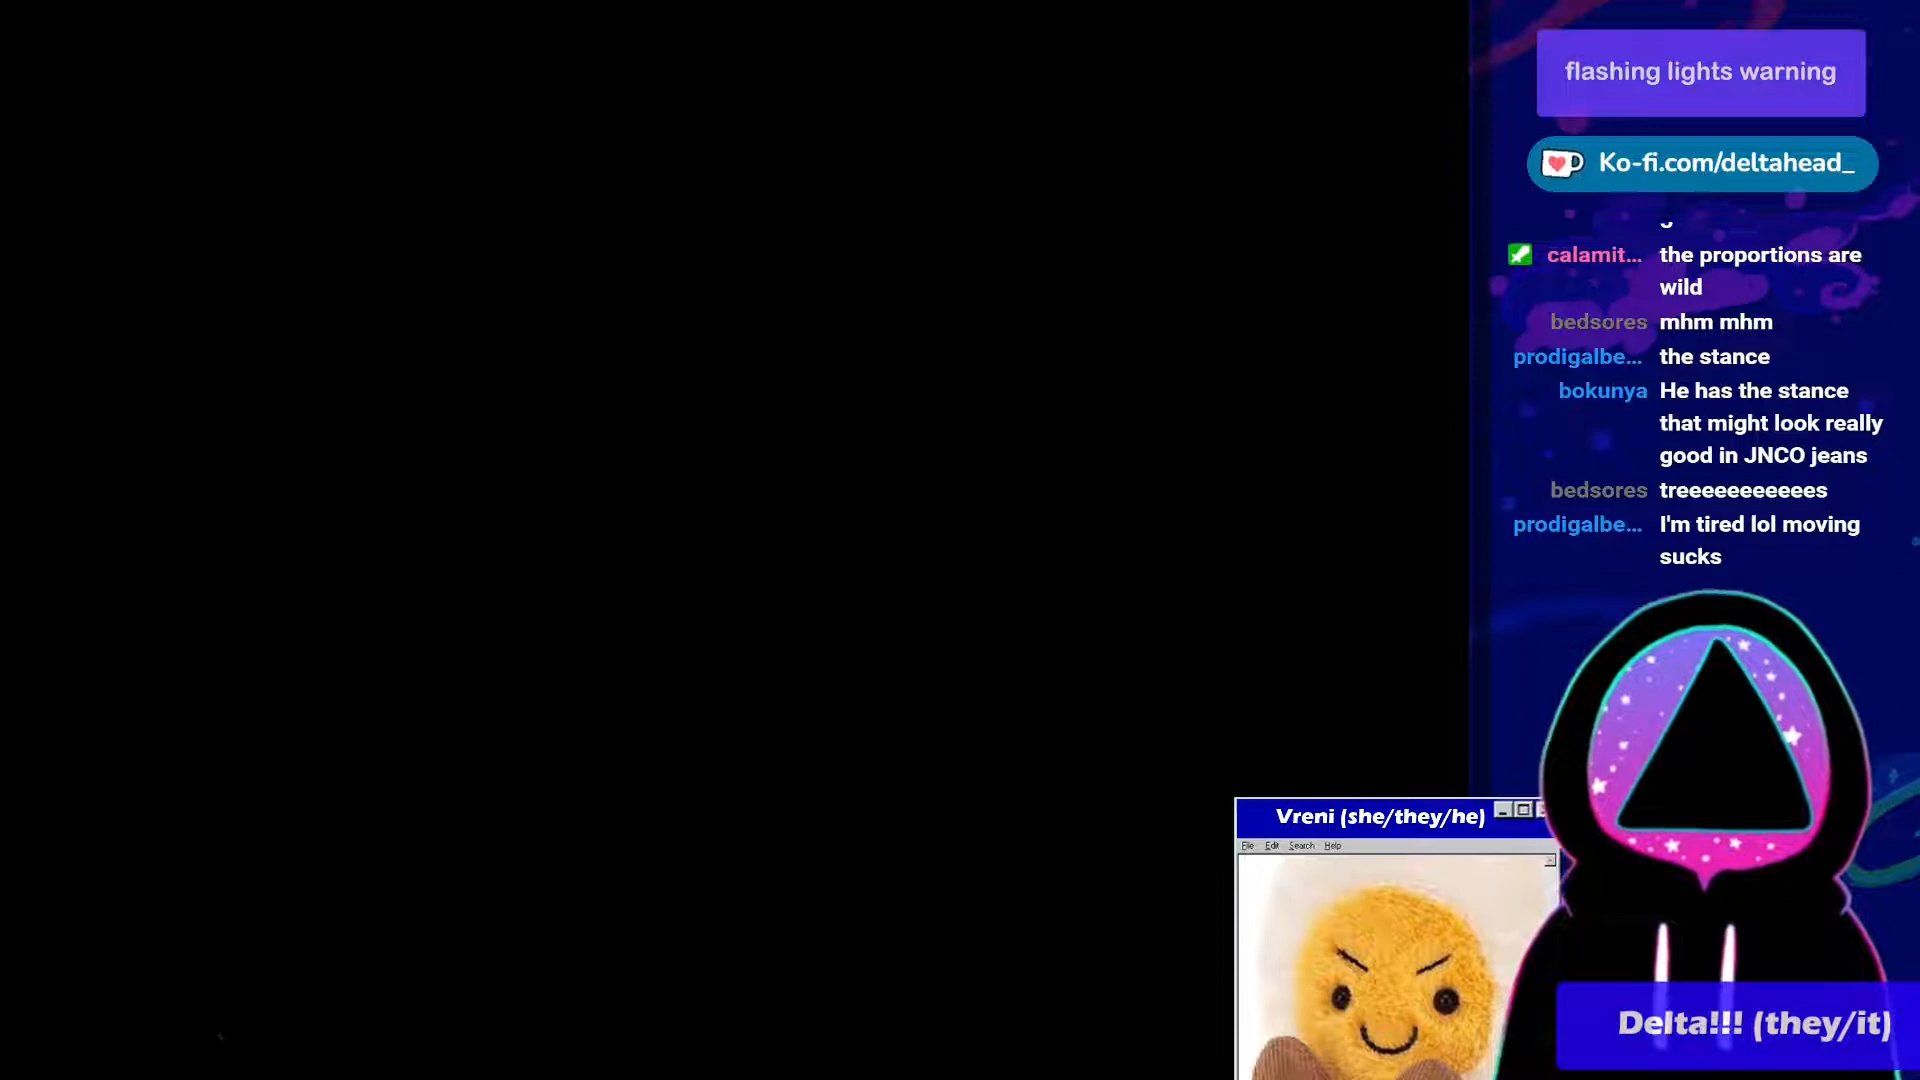 flashing lights warning
Ko-fi.com/deltahead_
calamit... the proportions are
wild
bedsores mhm mhm
prodigalbe... the stance
bokunya He has the stance
that might look really
good in JNCO jeans
bedsores treeeeeeeeeees
prodigalbe... I'm tired lol moving
sucks
Vreni (she/they/he)
File Edit Search Help
Delta!!! (they/it)